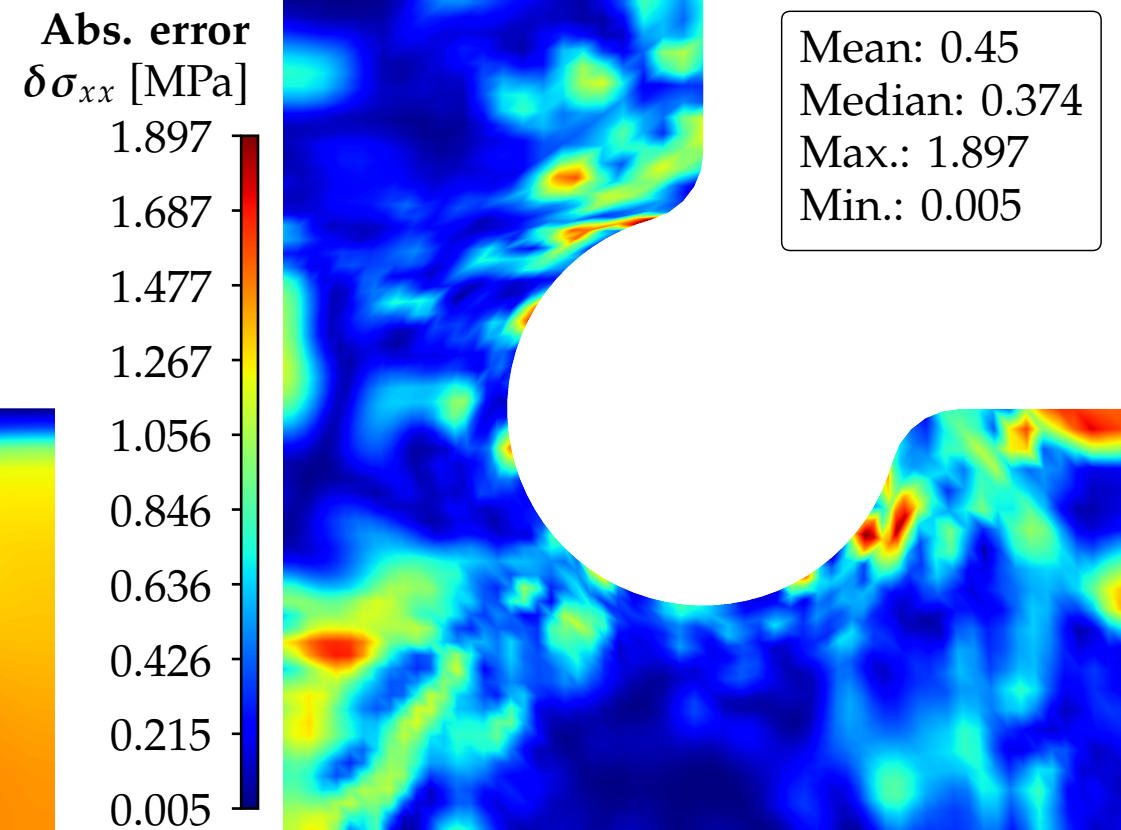 Abs. error
δσxx [MPa]
1.897
1.687
1.477
1.267
1.056
0.846
0.636
0.426
0.215
0.005
Mean: 0.45
Median: 0.374
Max.: 1.897
Min.: 0.005